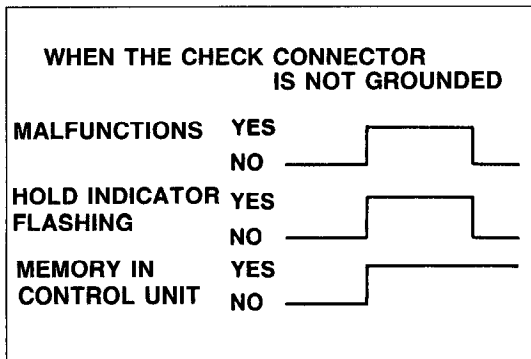 WHEN THE CHECK CONNECTOR
IS NOT GROUNDED
MALFUNCTIONS YES
NO
HOLD INDICATOR YES
FLASHING
NO
MEMORY IN YES
CONTROL UNIT NO